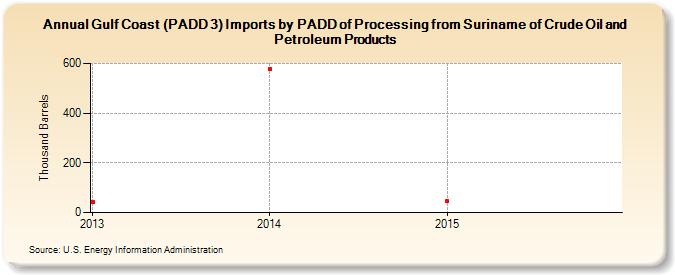 Annual Gulf Coast (PADD 3) Imports by PADD of Processing from Suriname of Crude Oil and
Petroleum Products
Thousand Barrels
600
400
200
0
2013
2014
2015
Source: U.S. Energy Information Administration